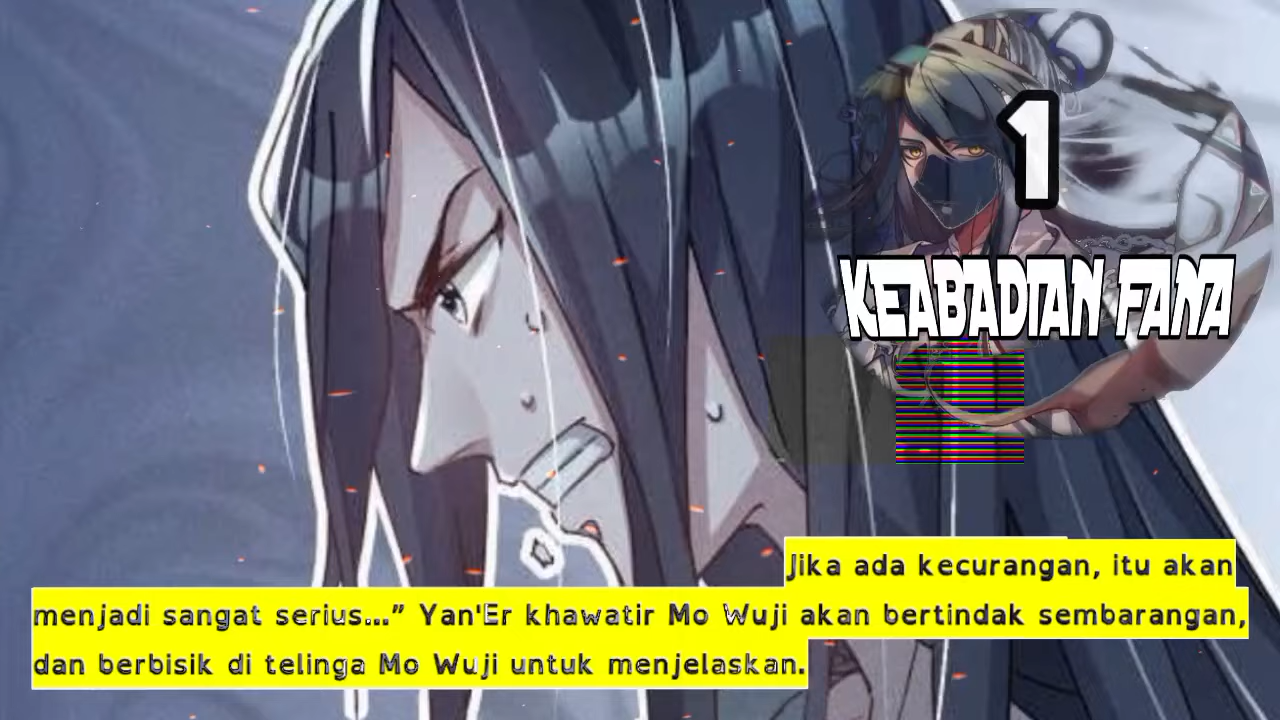 1
KEABADIAN FANA
Jika ada kecurangan, itu akan
menjadi sangat serius...” Yan'Er khawatir Mo Wuji akan bertindak sembarangan,
dan berbisik di telinga Mo Wuji untuk menjelaskan.